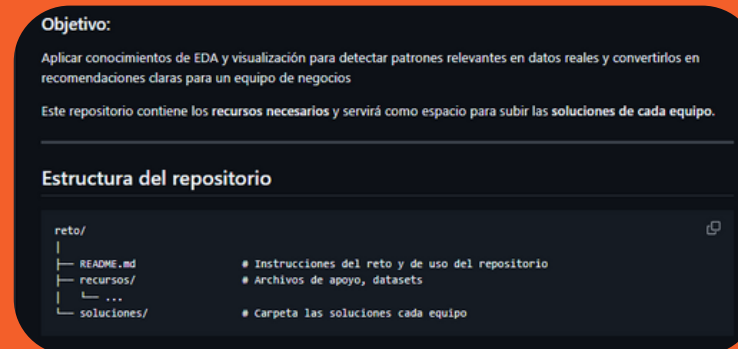 Objetivo:
Aplicar conocimientos de EDA y visualización para detectar patrones relevantes en datos reales y convertirlos en
recomendaciones claras para un equipo de negocios
Este repositorio contiene los recursos necesarios y servirá como espacio para subir las soluciones de cada equipo.
Estructura del repositorio
reto/
│
├── README.md # Instrucciones del reto y de uso del repositorio
├── recursos/ # Archivos de apoyo, datasets
│ └── ...
└── soluciones/ # Carpeta las soluciones cada equipo